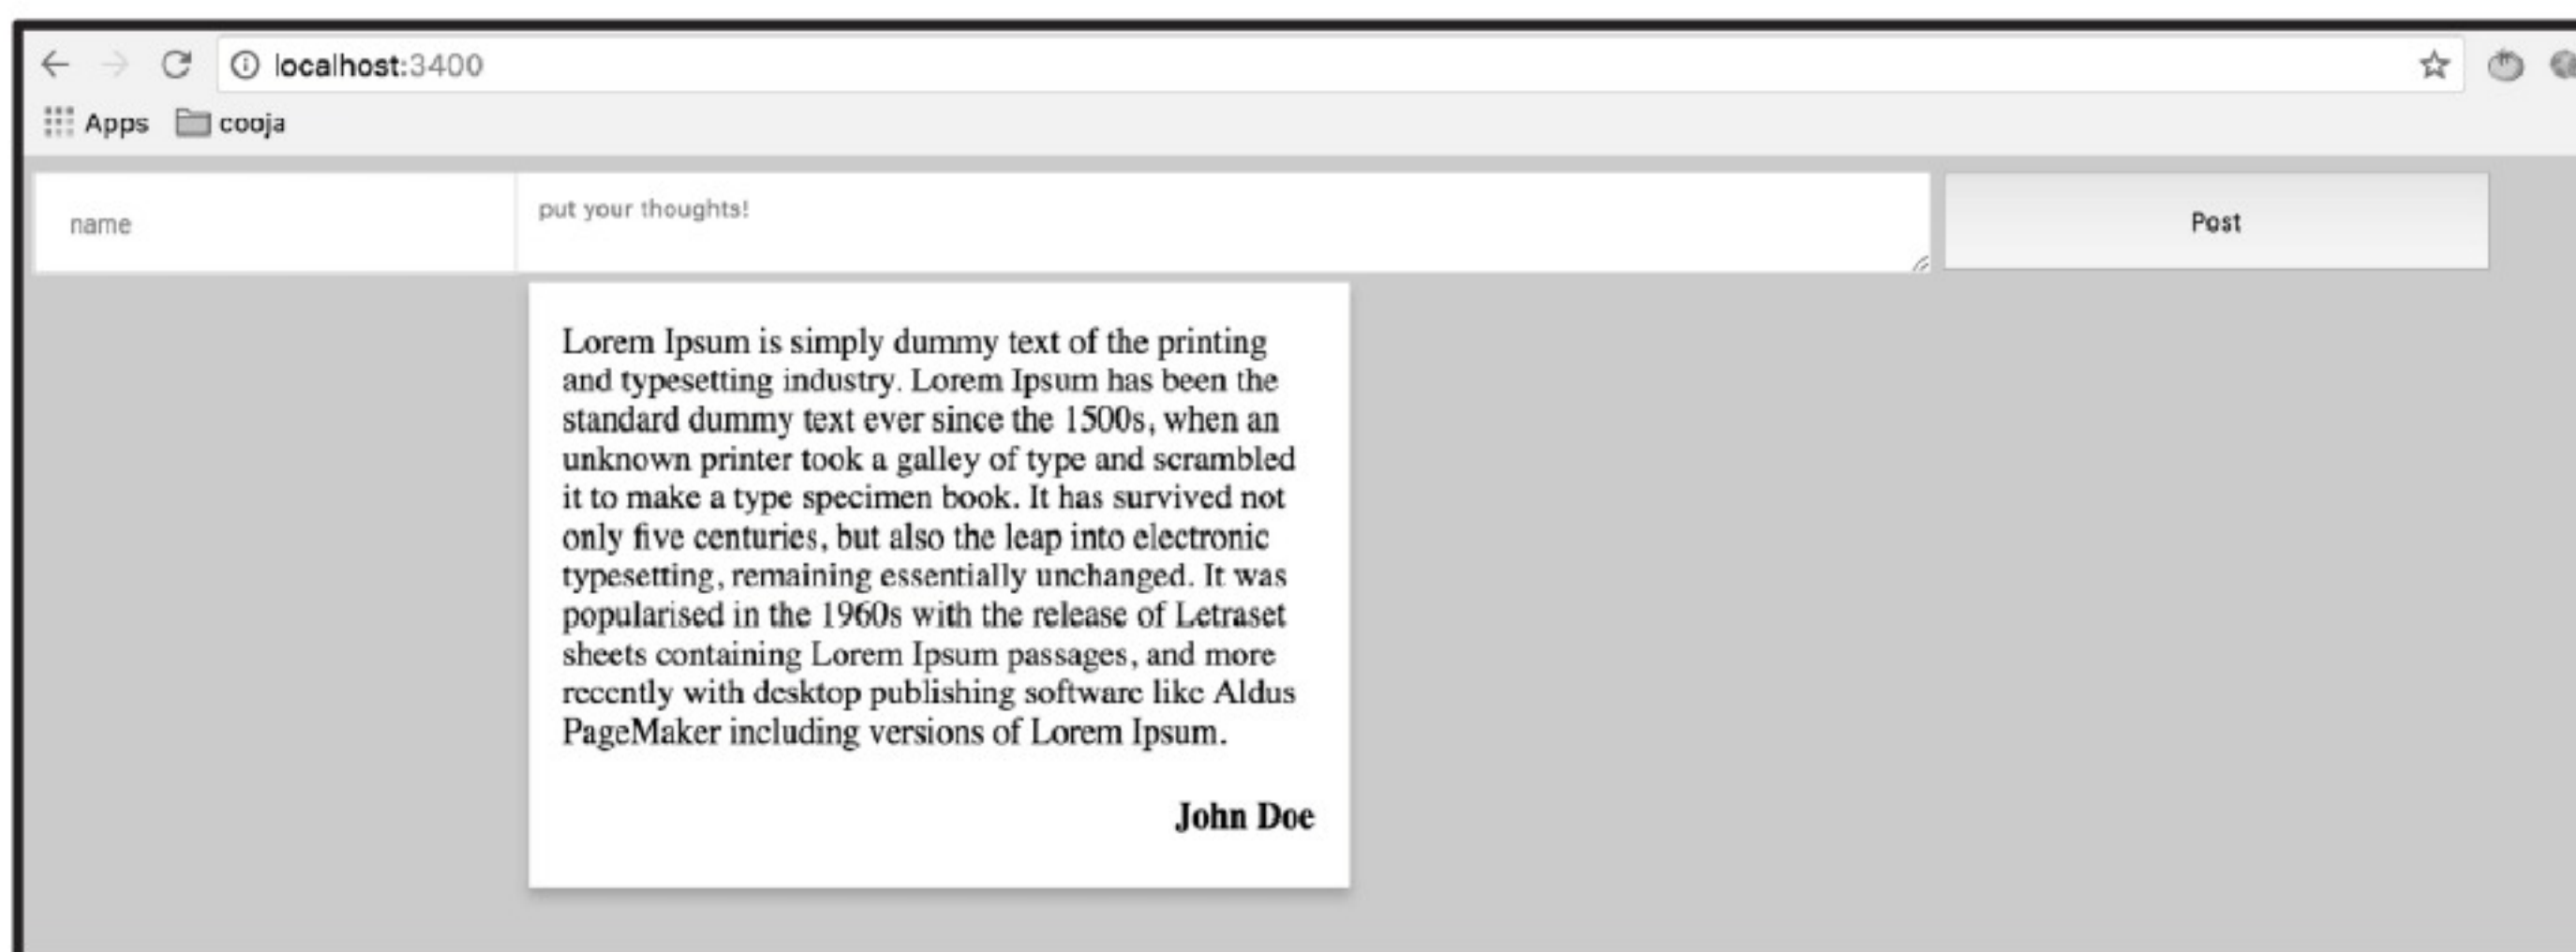 localhost:3400
Apps cooja
name
put your thoughts!
Post
Lorem Ipsum is simply dummy text of the printing
and typesetting industry. Lorem Ipsum has been the
standard dummy text ever since the 1500s, when an
unknown printer took a galley of type and scrambled
it to make a type specimen book. It has survived not
only five centuries, but also the leap into electronic
typesetting, remaining essentially unchanged. It was
popularised in the 1960s with the release of Letraset
sheets containing Lorem Ipsum passages, and more
recently with desktop publishing software like Aldus
PageMaker including versions of Lorem Ipsum.
John Doe